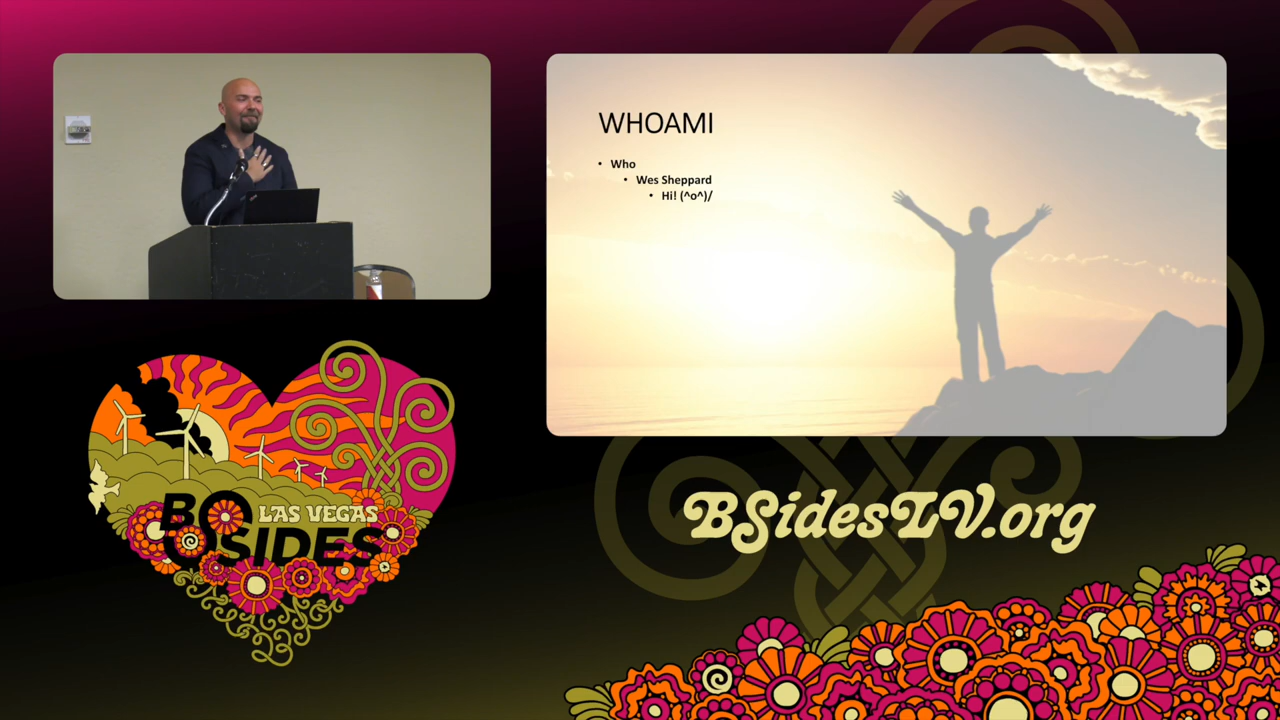 WHOAMI
• Who
• Wes Sheppard
• Hi! (^o^)/
LAS VEGAS
BSIDES
BSidesLV.org